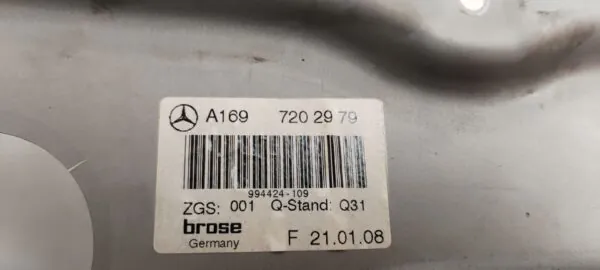 A169 720 29 79
994424-109
ZGS: 001 Q-Stand: Q31
brose
Germany F 21.01.08